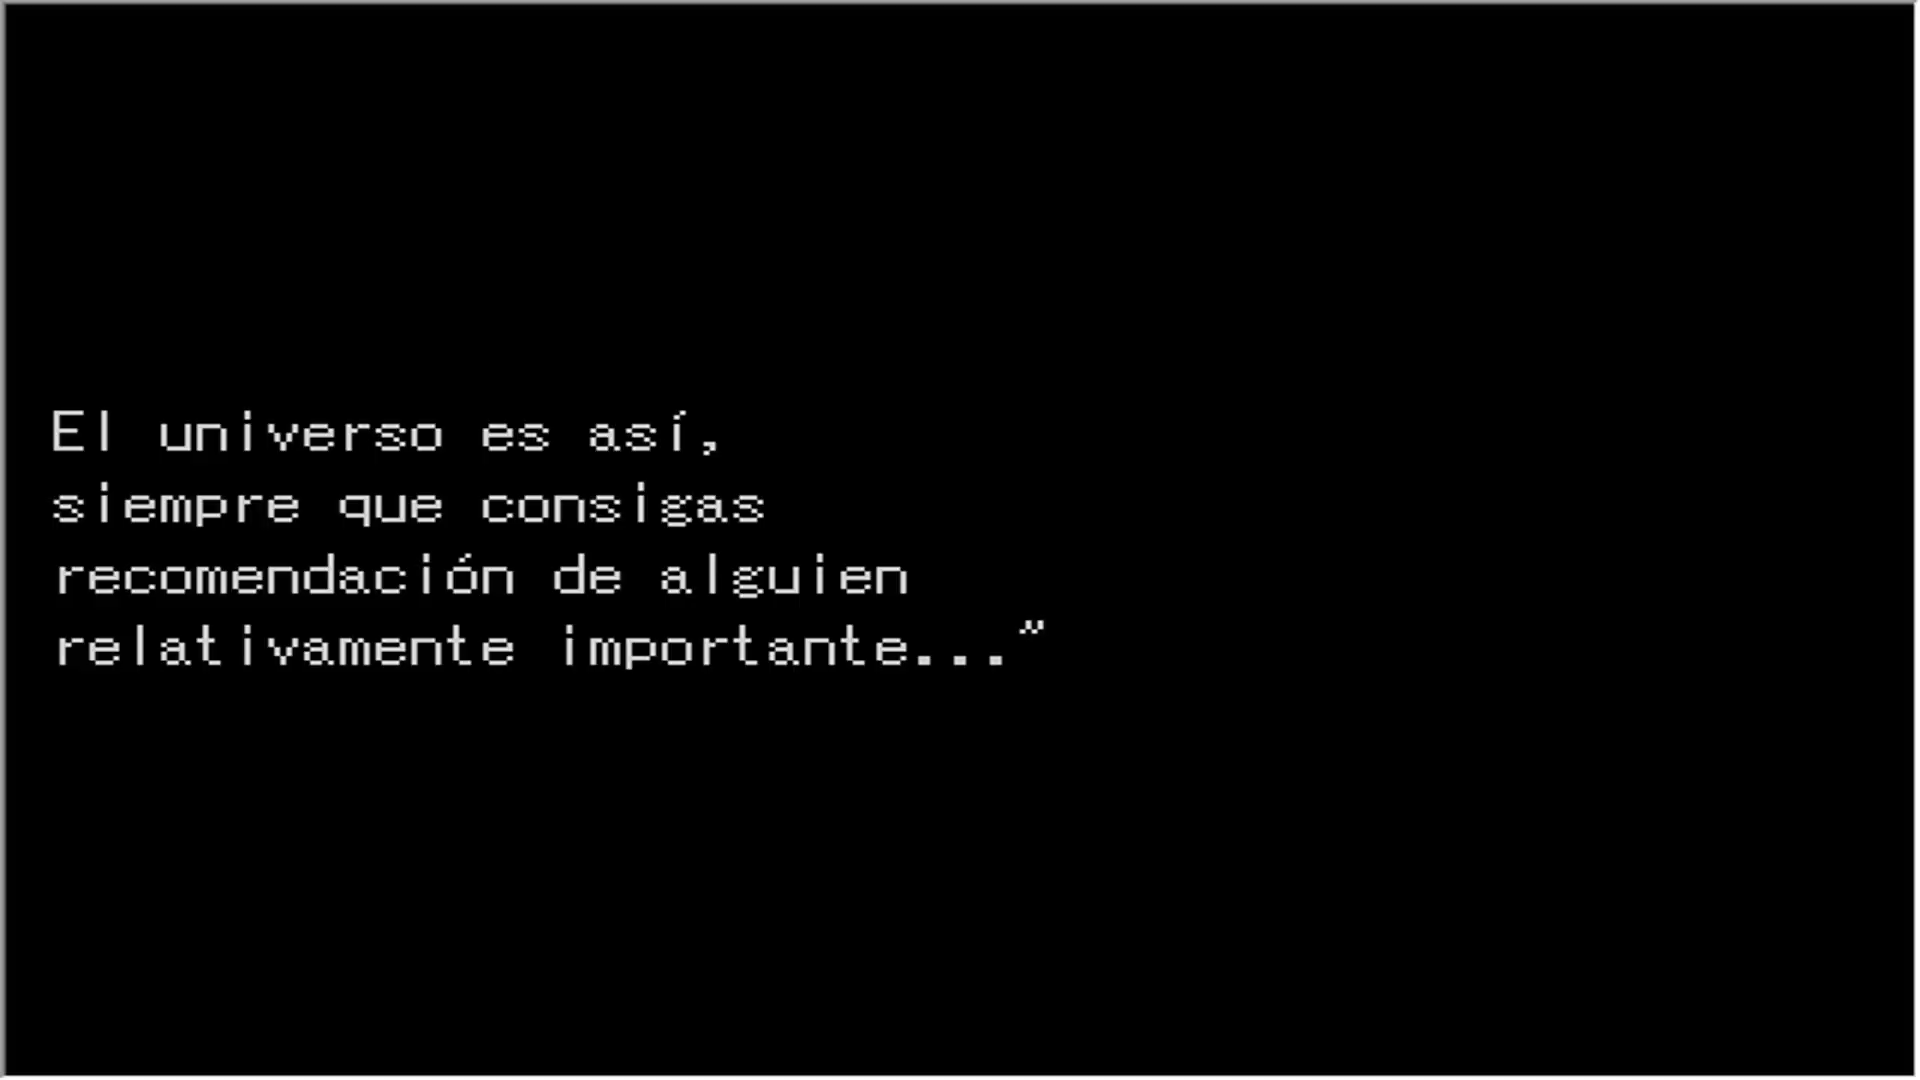 El universo es así,
siempre que consigas
recomendación de alguien
relativamente importante...”